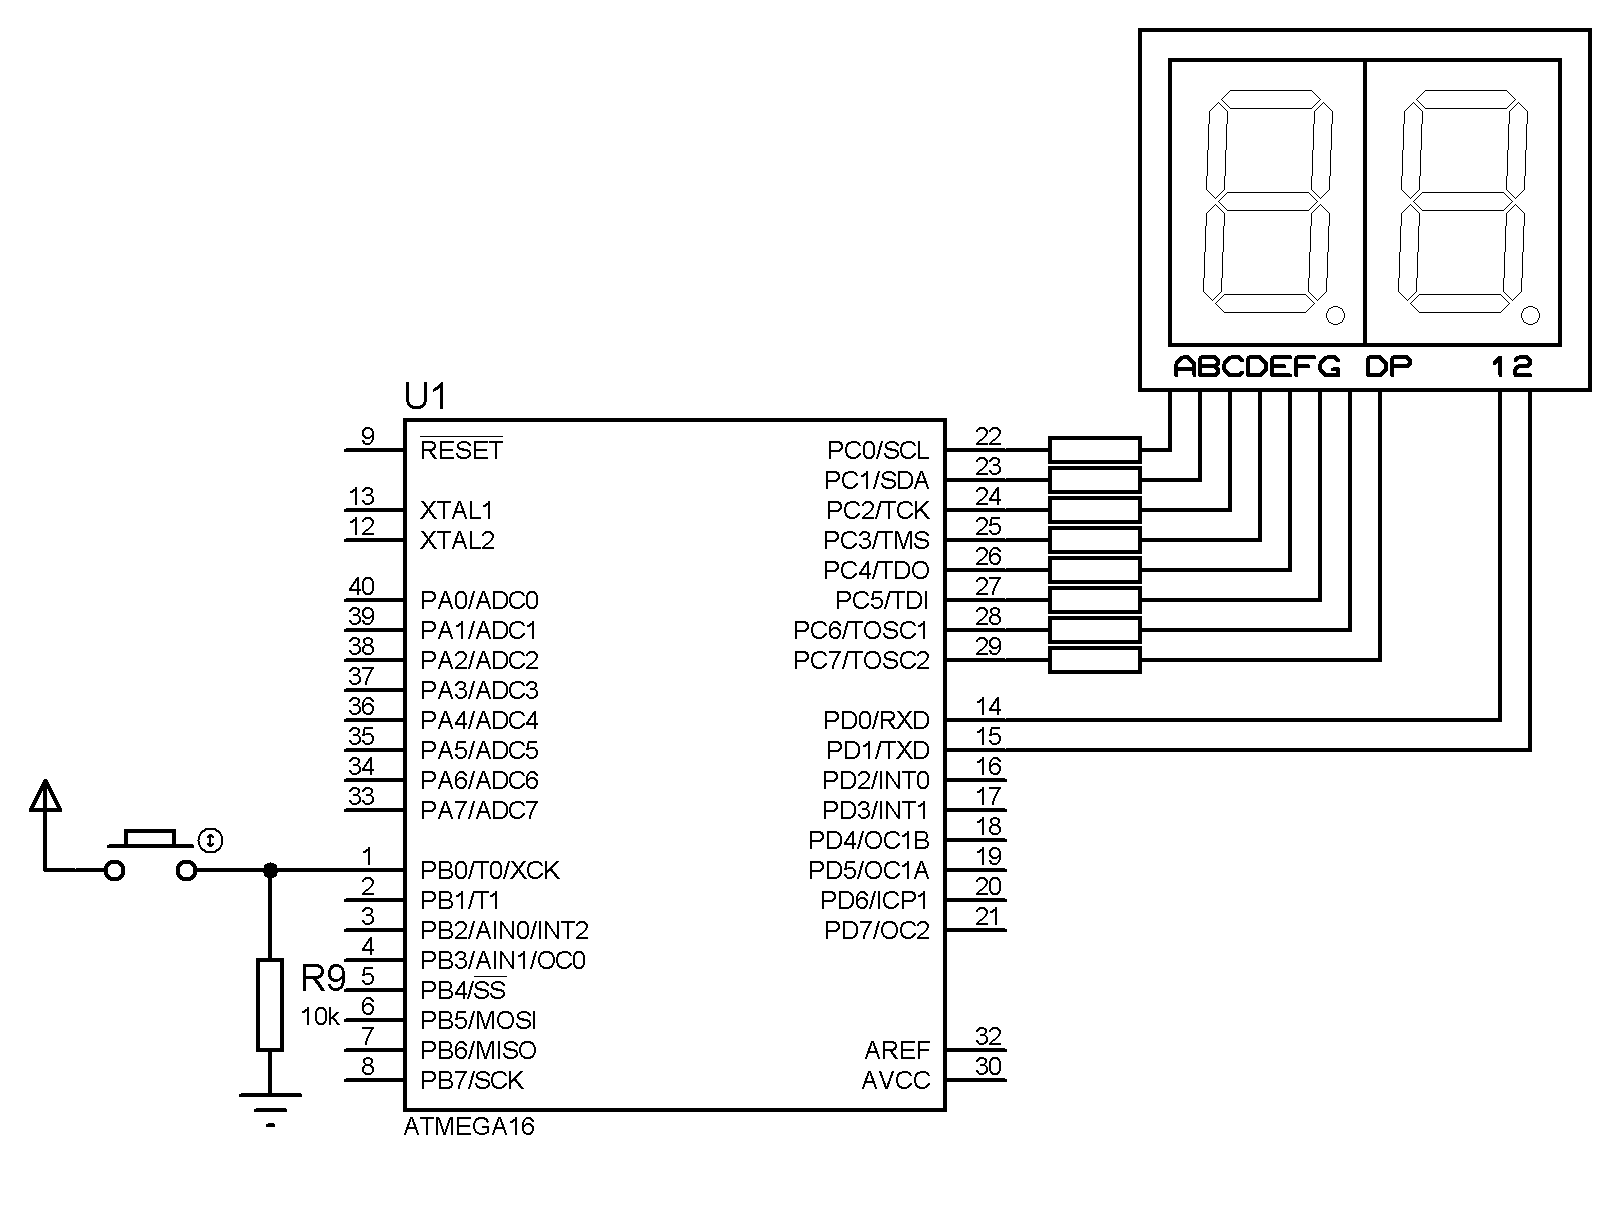 ABCDEFG DP 12
U1
9 RESET PC0/SCL 22
PC1/SDA 23
13 XTAL1 PC2/TCK 24
12 XTAL2 PC3/TMS 25
PC4/TDO 26
40 PA0/ADC0 PC5/TDI 27
39 PA1/ADC1 PC6/TOSC1 28
38 PA2/ADC2 PC7/TOSC2 29
37 PA3/ADC3
36 PA4/ADC4 PD0/RXD 14
35 PA5/ADC5 PD1/TXD 15
34 PA6/ADC6 PD2/INT0 16
33 PA7/ADC7 PD3/INT1 17
PD4/OC1B 18
1 PB0/T0/XCK PD5/OC1A 19
2 PB1/T1 PD6/ICP1 20
3 PB2/AIN0/INT2 PD7/OC2 21
4 PB3/AIN1/OC0
R9 5 PB4/SS
10k 6 PB5/MOSI
7 PB6/MISO AREF 32
8 PB7/SCK AVCC 30
ATMEGA16